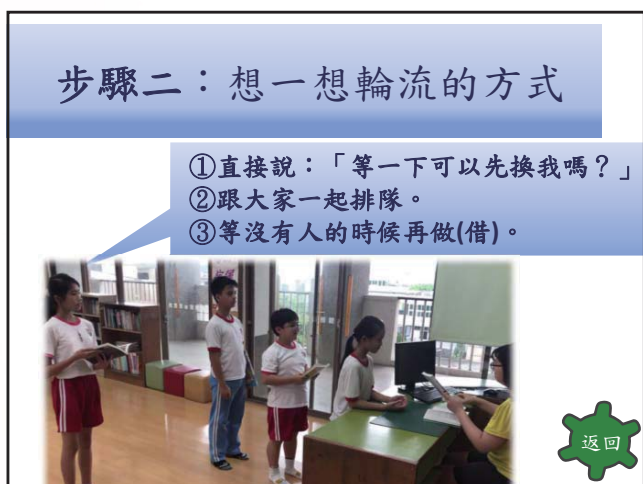 步驟二：想一想輪流的方式
①直接說：「等一下可以先換我嗎？」
②跟大家一起排隊。
③等沒有人的時候再做(借)。
返回